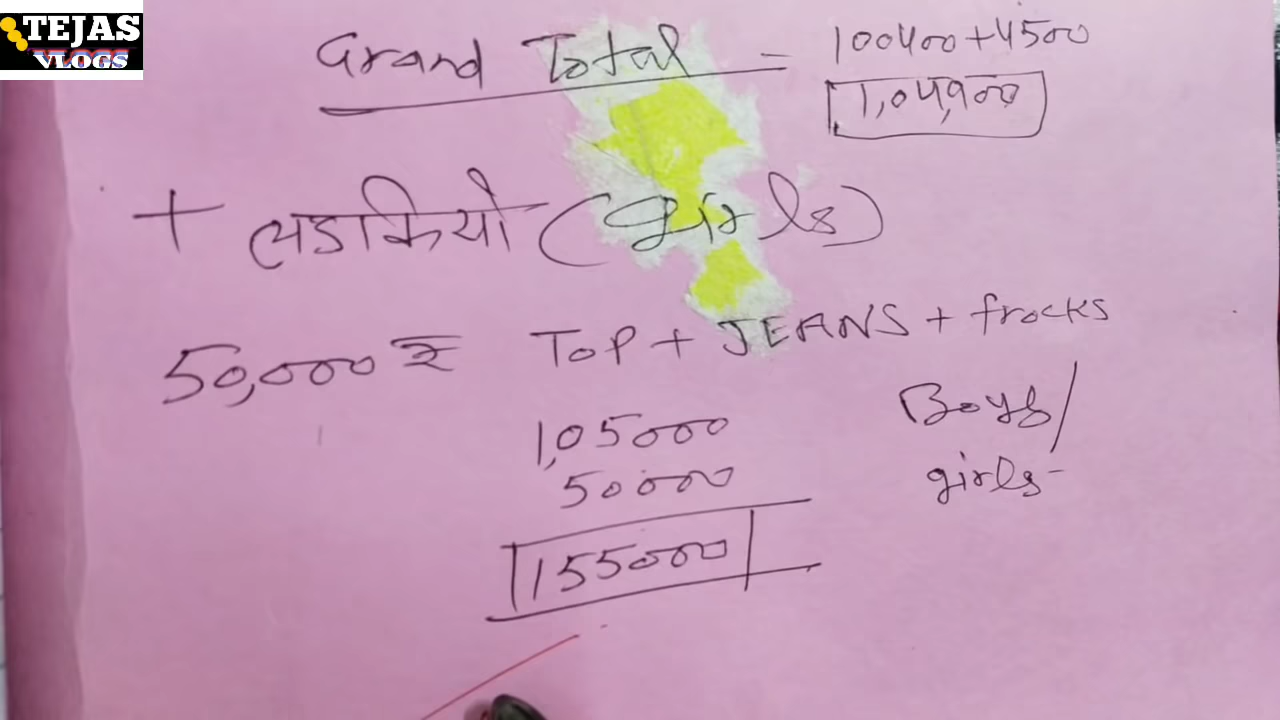 TEJAS
VLOGS
Grand Total = 100400+4500
1,04,900
+ लडकियो (girls)
50,000 ₹ TOP + JEANS + frocks
1,05000
50000
155000
Boys/
girls-